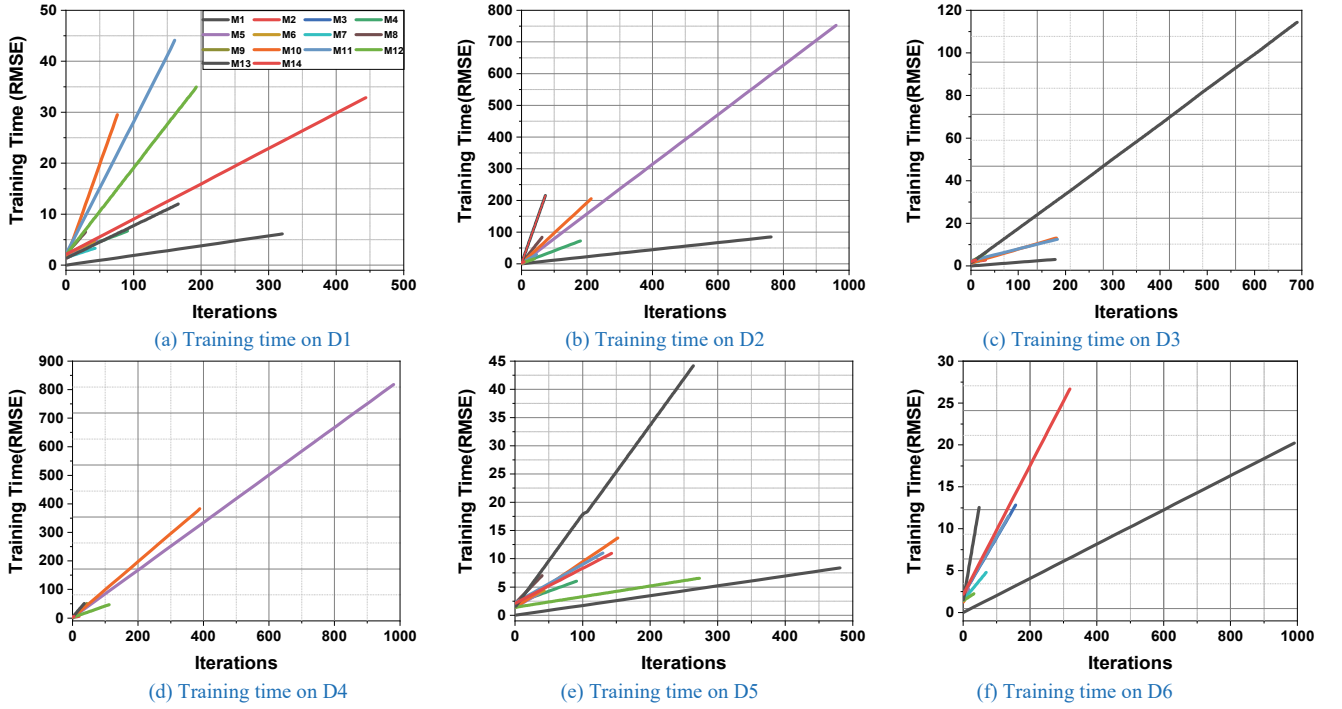 50
40
30
20
10
0
Training Time (RMSE)
M1 M2 M3 M4
M5 M6 M7 M8
M9 M10 M11 M12
M13 M14
0 100 200 300 400 500
Iterations
(a) Training time on D1
800
700
600
500
400
300
200
100
0
Training Time(RMSE)
0 200 400 600 800 1000
Iterations
(b) Training time on D2
120
100
80
60
40
20
0
Training Time(RMSE)
0 100 200 300 400 500 600 700
Iterations
(c) Training time on D3
900
800
700
600
500
400
300
200
100
0
Training Time(RMSE)
0 200 400 600 800 1000
Iterations
(d) Training time on D4
45
40
35
30
25
20
15
10
5
0
Training Time(RMSE)
0 100 200 300 400 500
Iterations
(e) Training time on D5
30
25
20
15
10
5
0
Training Time(RMSE)
0 200 400 600 800 1000
Iterations
(f) Training time on D6